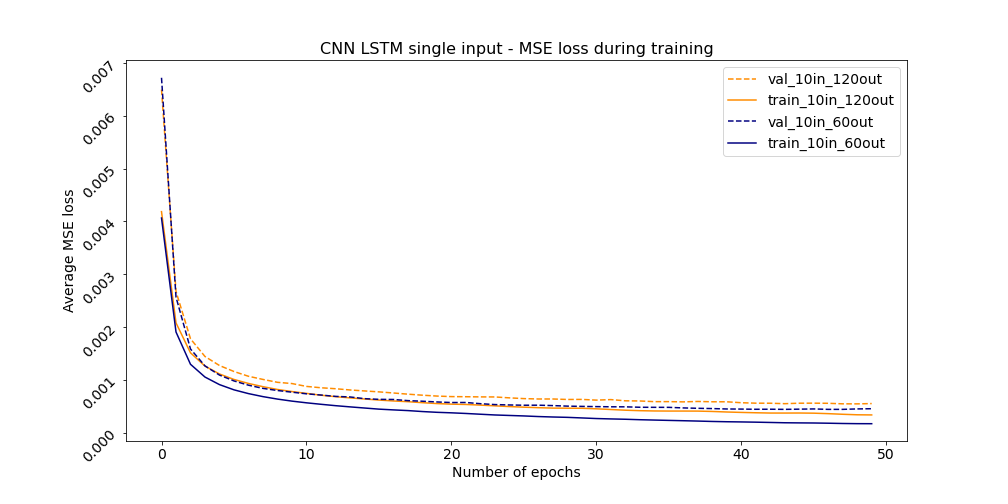 CNN LSTM single input - MSE loss during training
val_10in_120out
train_10in_120out
val_10in_60out
train_10in_60out
Average MSE loss
0.007
0.006
0.005
0.004
0.003
0.002
0.001
0.000
0 10 20 30 40 50
Number of epochs